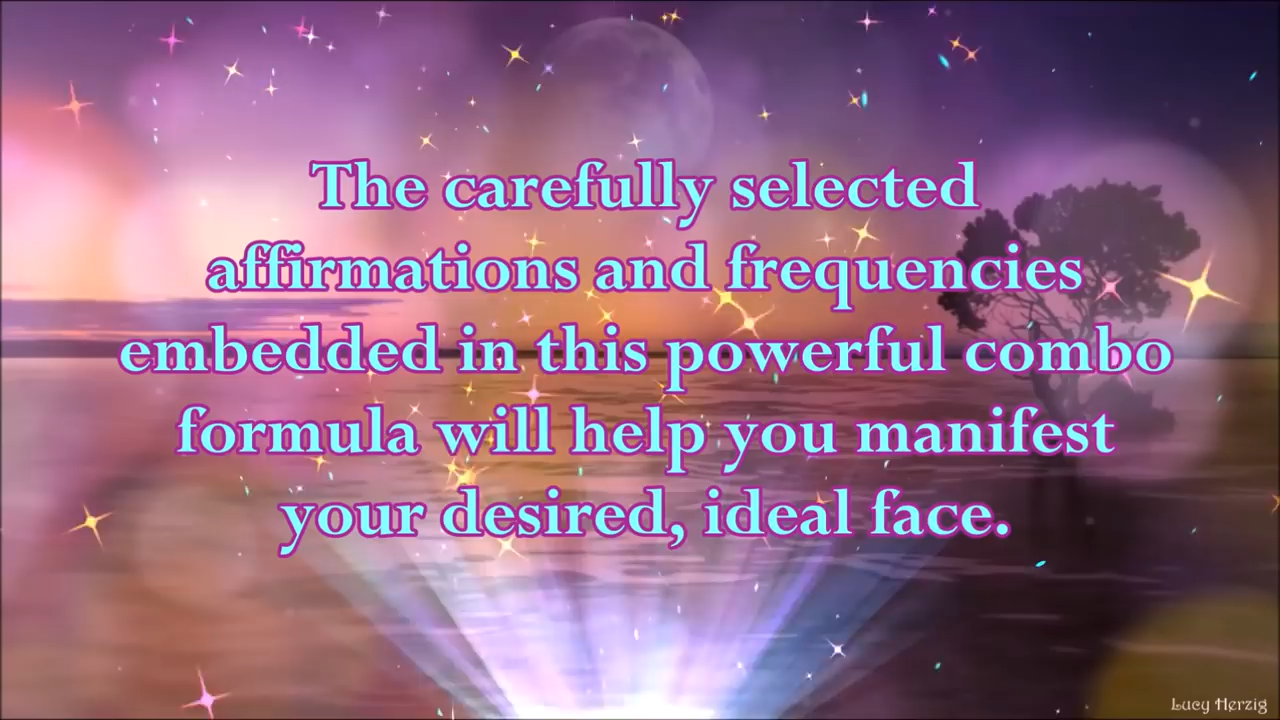 The carefully selected
affirmations and frequencies
embedded in this powerful combo
formula will help you manifest
your desired, ideal face.
Lucy Herzig